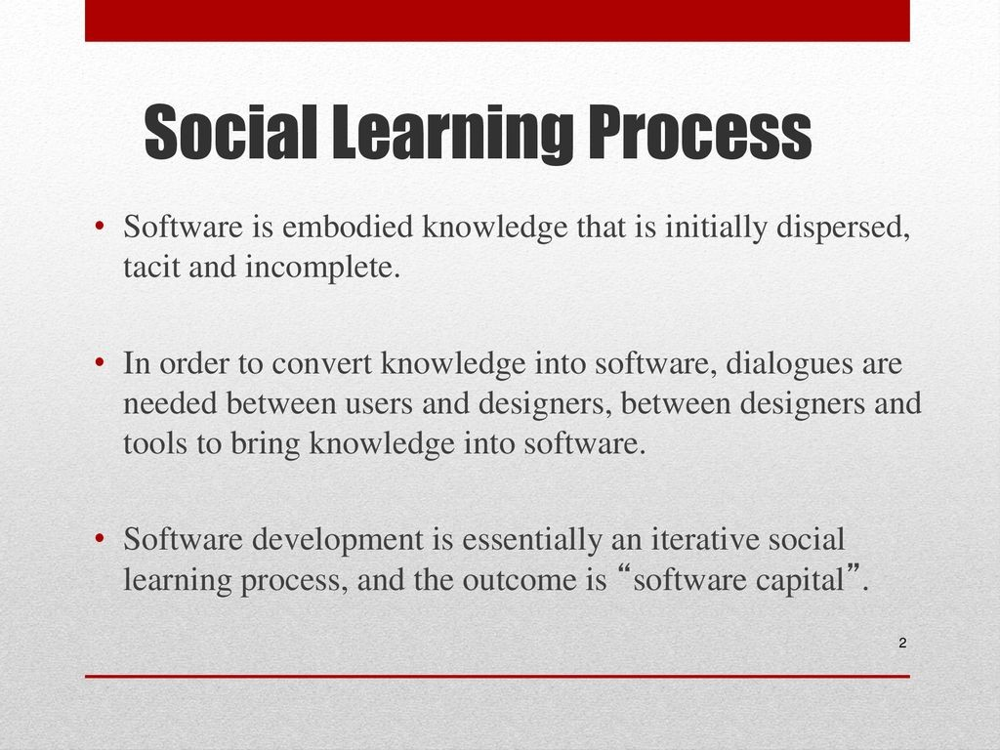 Social Learning Process
• Software is embodied knowledge that is initially dispersed,
tacit and incomplete.
• In order to convert knowledge into software, dialogues are
needed between users and designers, between designers and
tools to bring knowledge into software.
• Software development is essentially an iterative social
learning process, and the outcome is “software capital”.
2